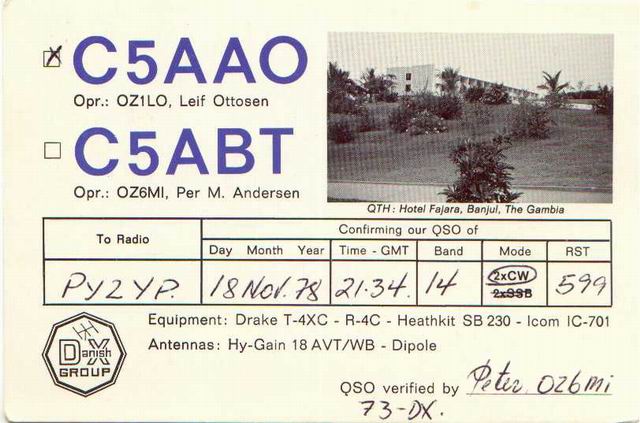 C5AAO
Opr.: OZ1LO, Leif Ottosen
C5ABT
Opr.: OZ6MI, Per M. Andersen
QTH: Hotel Fajara, Banjul, The Gambia
To Radio
Confirming our QSO of
Day Month Year Time - GMT Band Mode RST
PY2YP. 18 Nov. 78 21.34. 14 2xCW 599
2xSSB
Equipment: Drake T-4XC - R-4C - Heathkit SB 230 - Icom IC-701
Antennas: Hy-Gain 18 AVT/WB - Dipole
Danish
DX
GROUP
QSO verified by Peter OZ6MI
73-DX.